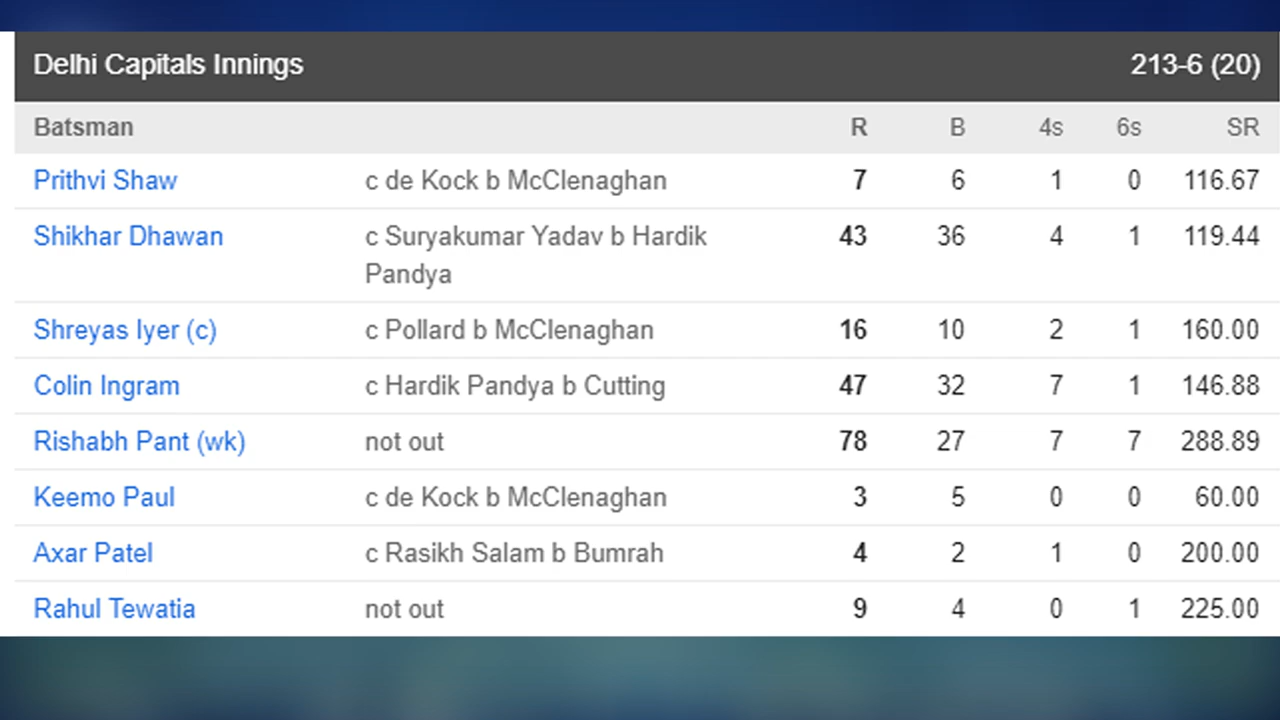 Delhi Capitals Innings 213-6 (20)
Batsman R B 4s 6s SR
Prithvi Shaw c de Kock b McClenaghan 7 6 1 0 116.67
Shikhar Dhawan c Suryakumar Yadav b Hardik 43 36 4 1 119.44
Pandya
Shreyas Iyer (c) c Pollard b McClenaghan 16 10 2 1 160.00
Colin Ingram c Hardik Pandya b Cutting 47 32 7 1 146.88
Rishabh Pant (wk) not out 78 27 7 7 288.89
Keemo Paul c de Kock b McClenaghan 3 5 0 0 60.00
Axar Patel c Rasikh Salam b Bumrah 4 2 1 0 200.00
Rahul Tewatia not out 9 4 0 1 225.00